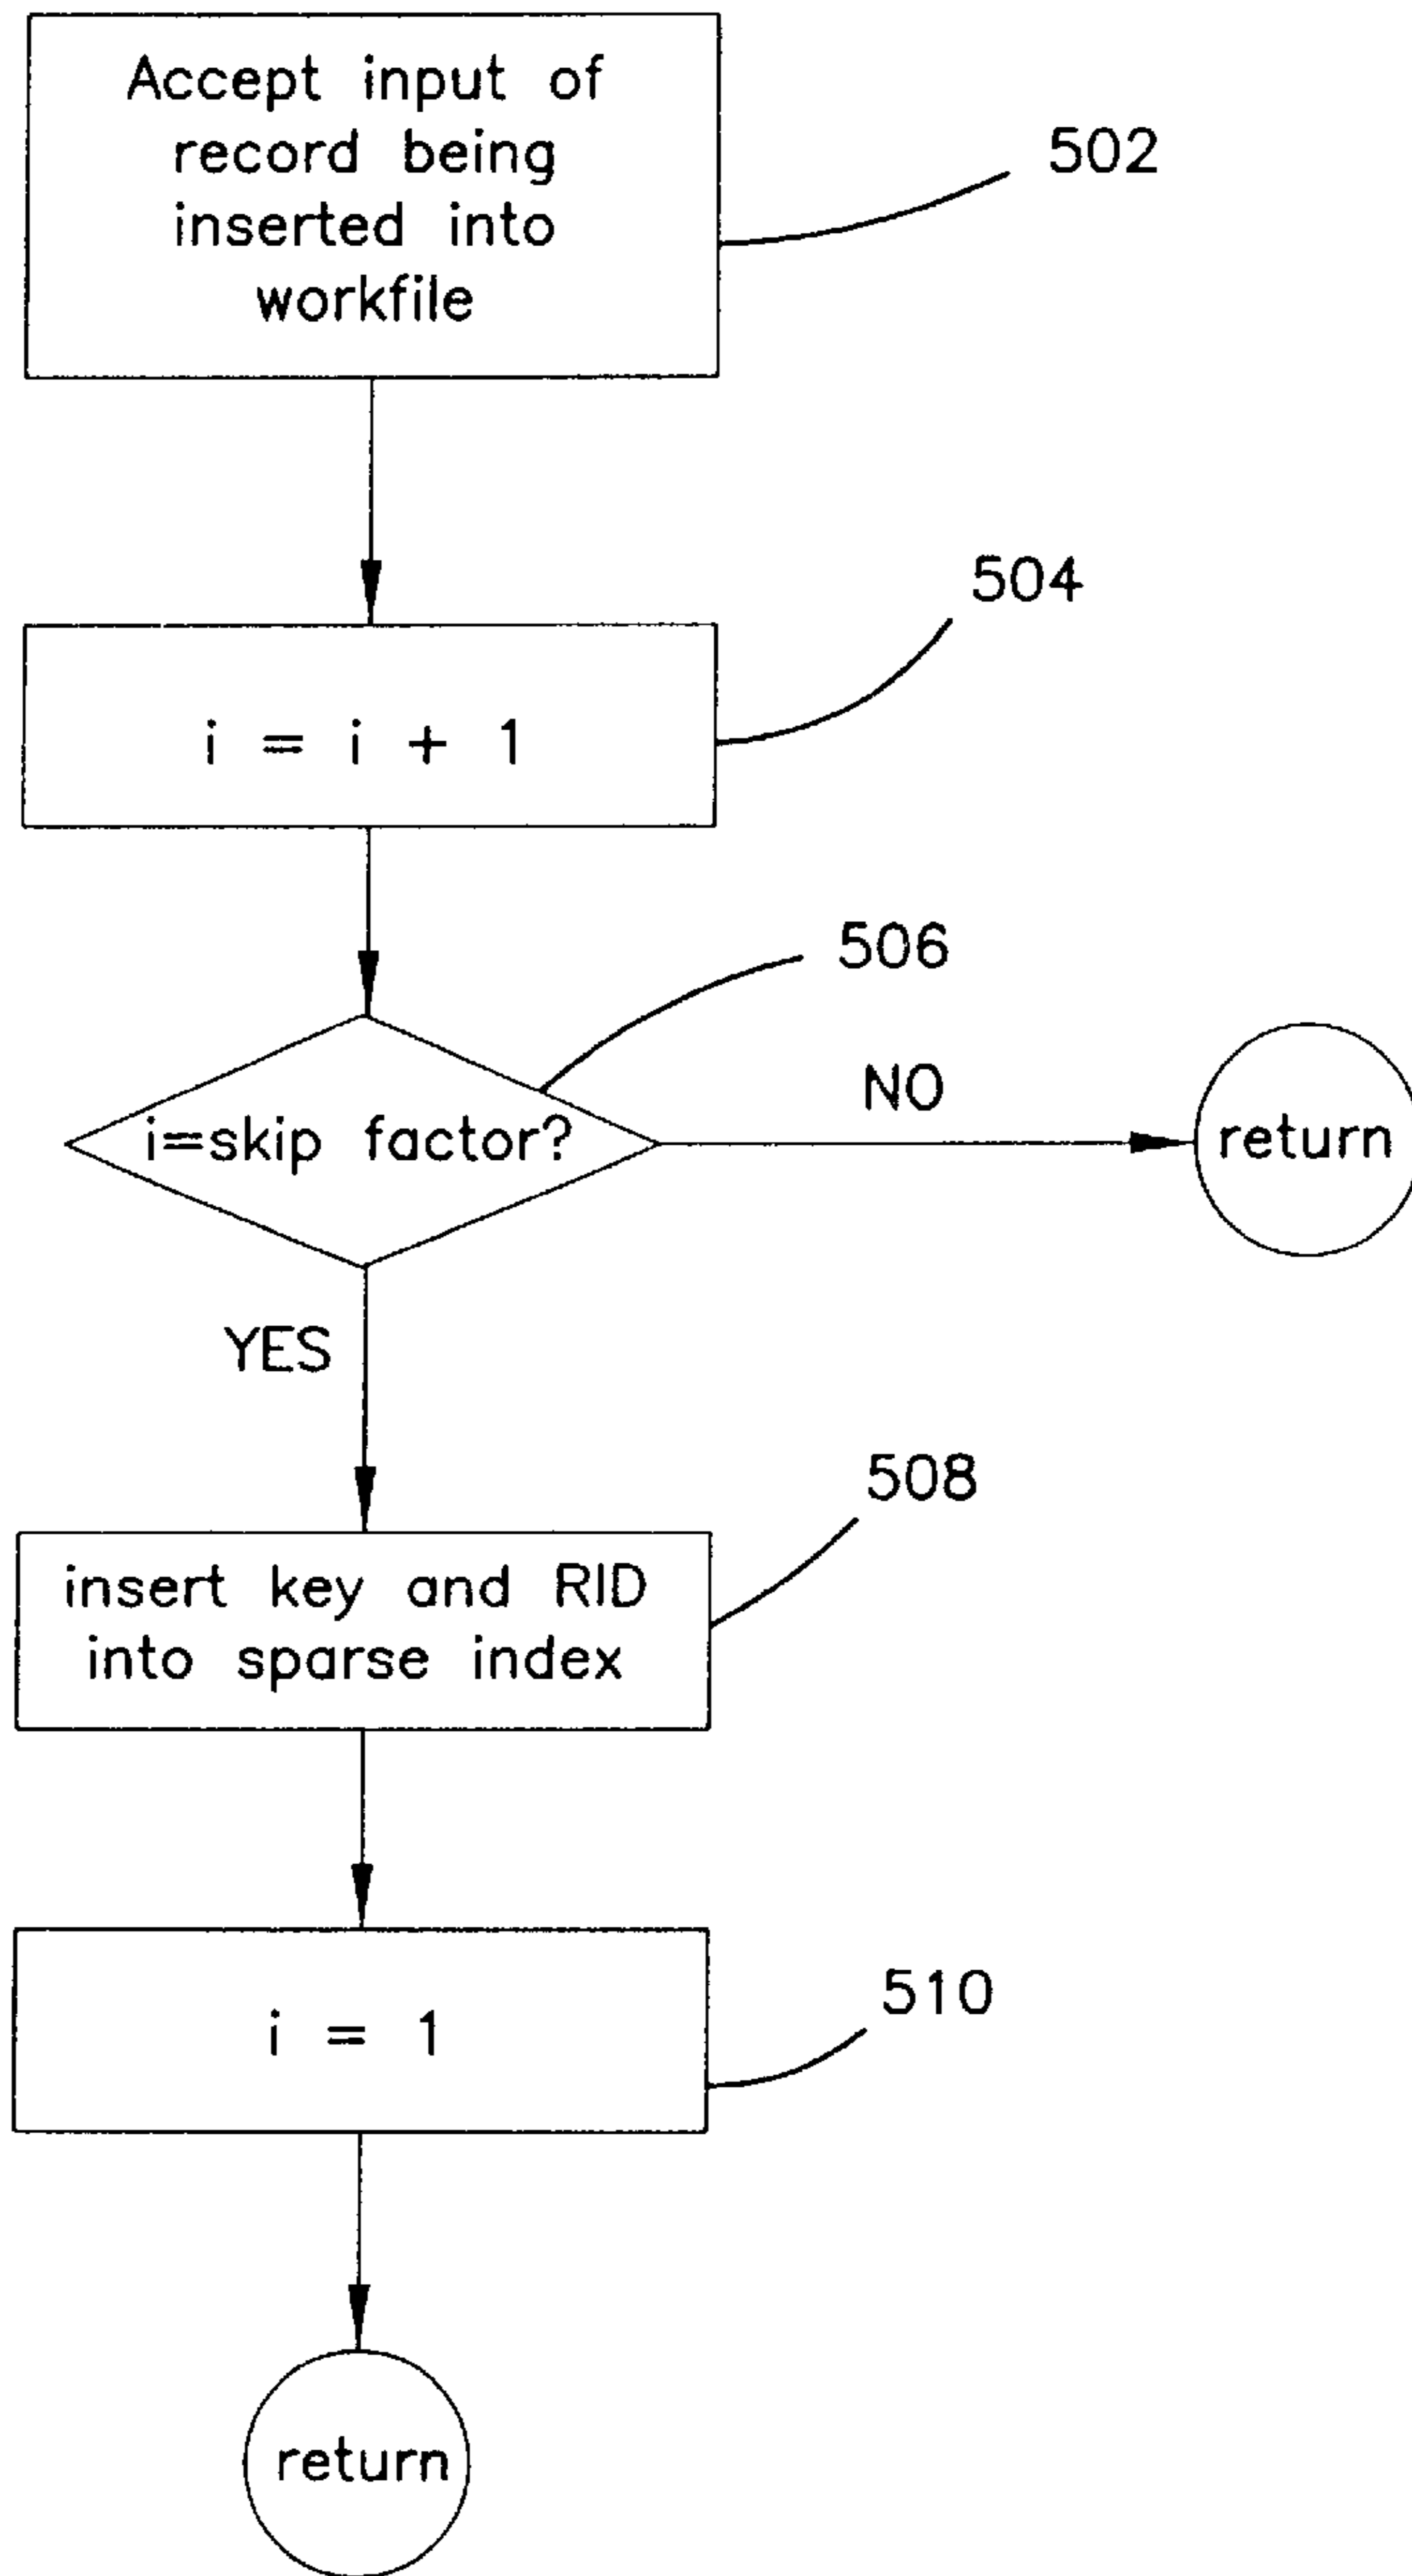 Accept input of
record being
inserted into
workfile
502
504
i = i + 1
506
i=skip factor?
NO
return
YES
508
insert key and RID
into sparse index
510
i = 1
return